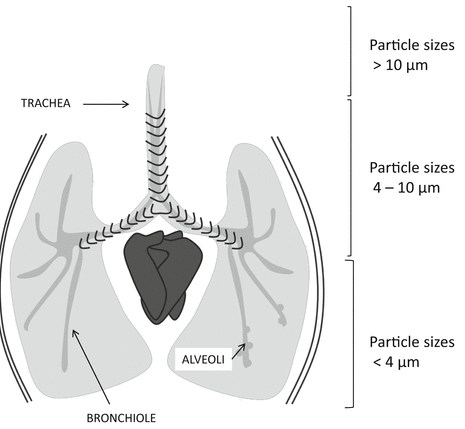 Particle sizes
> 10 μm
TRACHEA
Particle sizes
4 – 10 μm
Particle sizes
< 4 μm
ALVEOLI
BRONCHIOLE